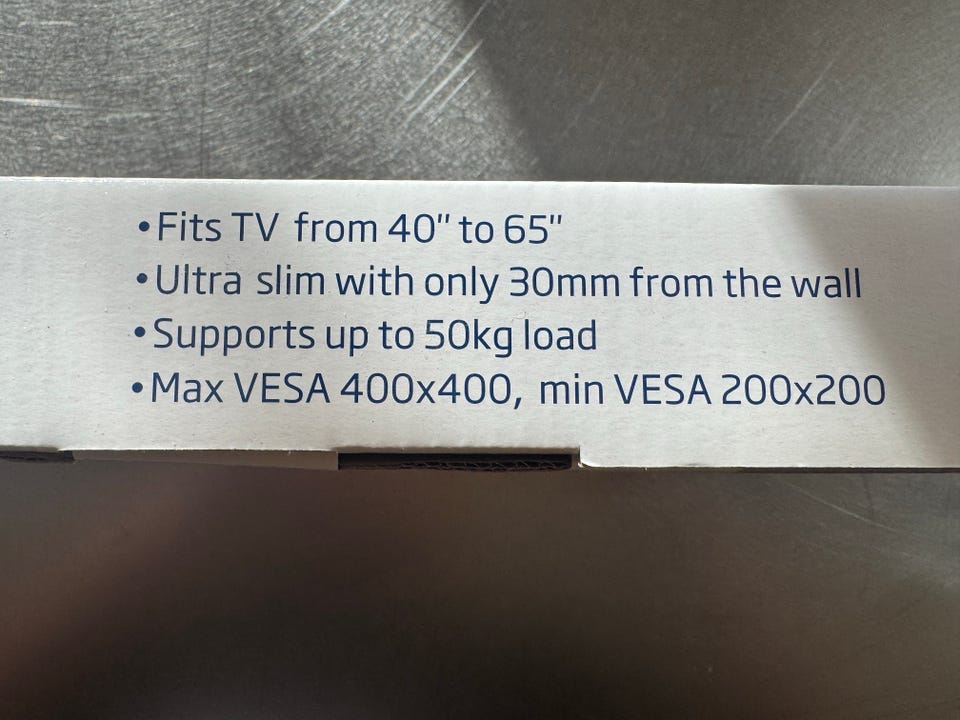 •Fits TV from 40" to 65"
•Ultra slim with only 30mm from the wall
•Supports up to 50kg load
•Max VESA 400x400, min VESA 200x200